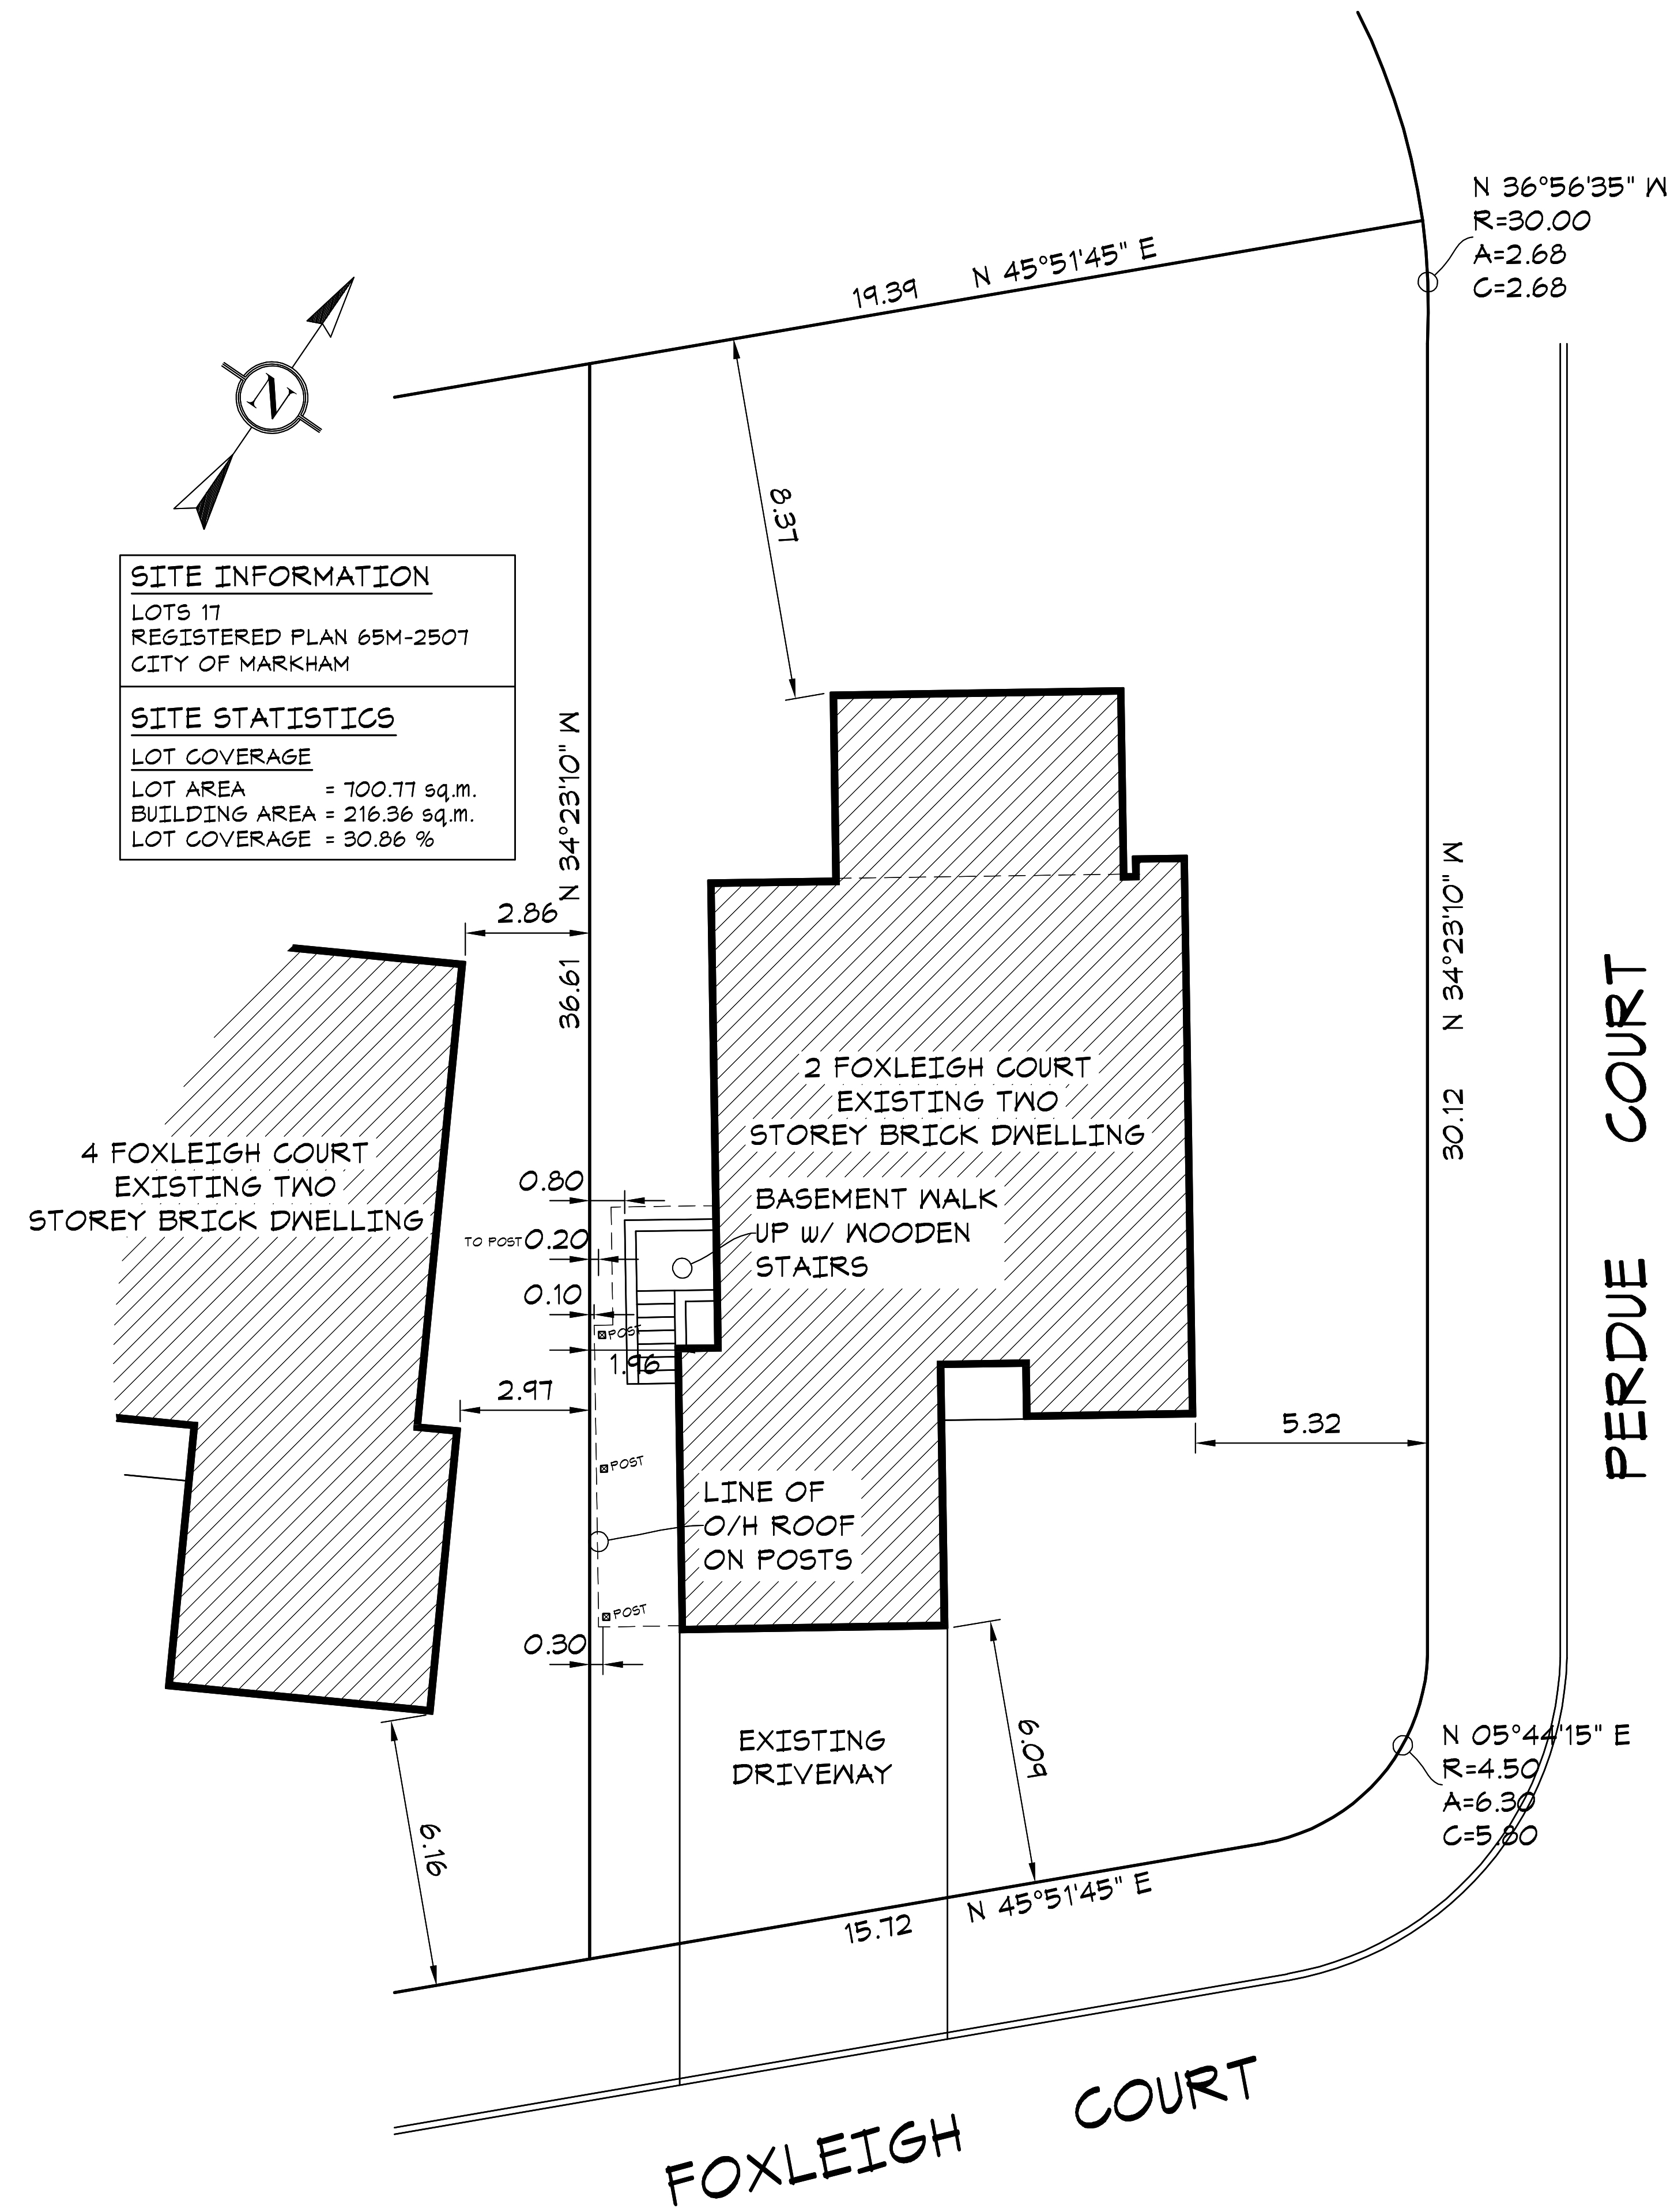 N 36°56'35" W
R=30.00
A=2.68
C=2.68
19.39 N 45°51'45" E
N
8.37
SITE INFORMATION
LOTS 17
REGISTERED PLAN 65M-2507
CITY OF MARKHAM
SITE STATISTICS
LOT COVERAGE
LOT AREA = 700.77 sq.m.
BUILDING AREA = 216.36 sq.m.
LOT COVERAGE = 30.86 %
36.61 N 34°23'10" W
30.12 N 34°23'10" W
2.86
PERDUE COURT
2 FOXLEIGH COURT
EXISTING TWO
STOREY BRICK DWELLING
4 FOXLEIGH COURT
EXISTING TWO
STOREY BRICK DWELLING
0.80
BASEMENT WALK
UP w/ WOODEN
STAIRS
TO POST 0.20
0.10
POST
1.96
2.97
5.32
POST
LINE OF
O/H ROOF
ON POSTS
POST
0.30
EXISTING
DRIVEWAY
6.09
6.16
N 05°44'15" E
R=4.50
A=6.30
C=5.80
15.72 N 45°51'45" E
FOXLEIGH COURT